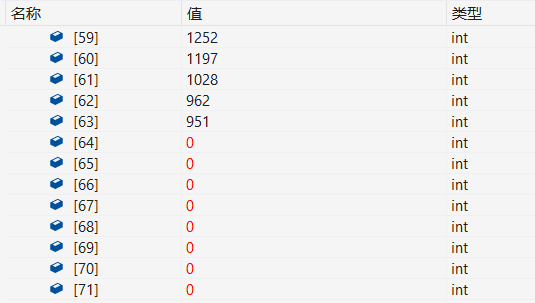 名称 值 类型
[59] 1252 int
[60] 1197 int
[61] 1028 int
[62] 962 int
[63] 951 int
[64] 0 int
[65] 0 int
[66] 0 int
[67] 0 int
[68] 0 int
[69] 0 int
[70] 0 int
[71] 0 int